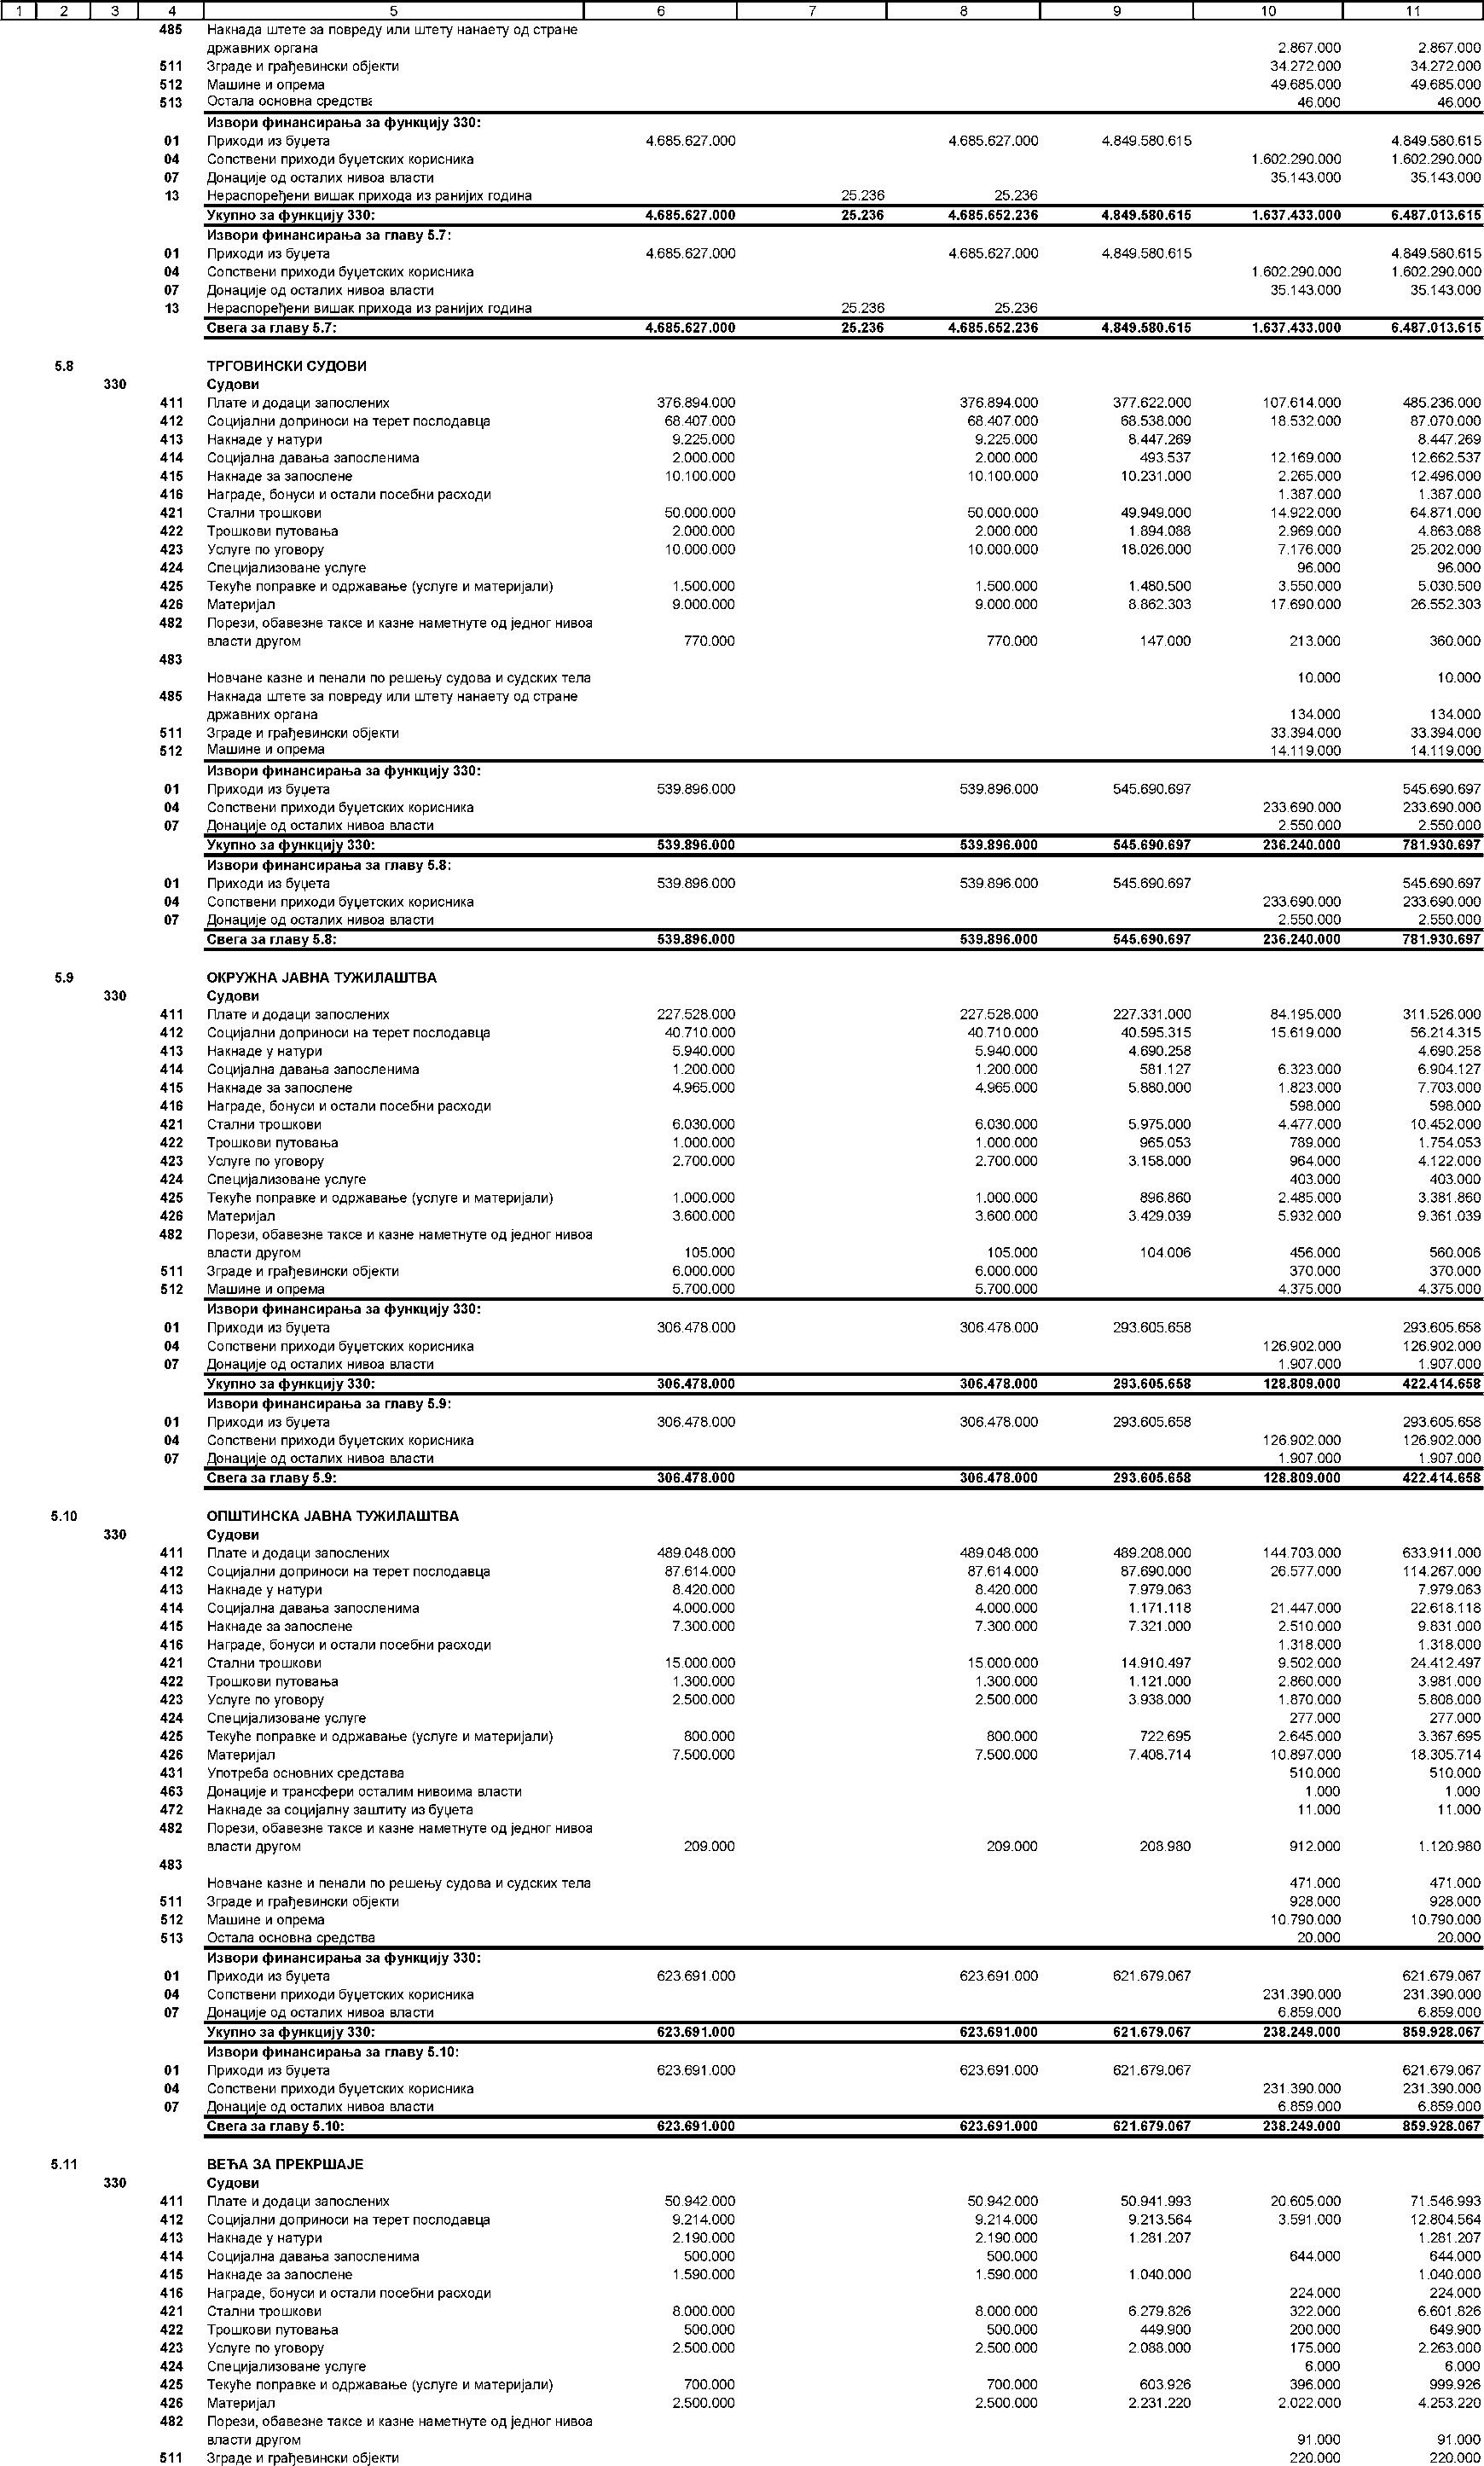 1 2 3 4 5 6 7 8 9 10 11
485 Накнада штете за повреду или штету нанаету од стране
државних органа 2.867.000 2.867.000
511 Зграде и грађевински објекти 34.272.000 34.272.000
512 Машине и опрема 49.685.000 49.685.000
513 Остала основна средства 46.000 46.000
Извори финансирања за функцију 330:
01 Приходи из буџета 4.685.627.000 4.685.627.000 4.849.580.615 4.849.580.615
04 Сопствени приходи буџетских корисника 1.602.290.000 1.602.290.000
07 Донације од осталих нивоа власти 35.143.000 35.143.000
13 Нераспоређени вишак прихода из ранијих година 25.236 25.236
Укупно за функцију 330: 4.685.627.000 25.236 4.685.652.236 4.849.580.615 1.637.433.000 6.487.013.615
Извори финансирања за главу 5.7:
01 Приходи из буџета 4.685.627.000 4.685.627.000 4.849.580.615 4.849.580.615
04 Сопствени приходи буџетских корисника 1.602.290.000 1.602.290.000
07 Донације од осталих нивоа власти 35.143.000 35.143.000
13 Нераспоређени вишак прихода из ранијих година 25.236 25.236
Свега за главу 5.7: 4.685.627.000 25.236 4.685.652.236 4.849.580.615 1.637.433.000 6.487.013.615
5.8 ТРГОВИНСКИ СУДОВИ
330 Судови
411 Плате и додаци запослених 376.894.000 376.894.000 377.622.000 107.614.000 485.236.000
412 Социјални доприноси на терет послодавца 68.407.000 68.407.000 68.538.000 18.532.000 87.070.000
413 Накнаде у натури 9.225.000 9.225.000 8.447.269 8.447.269
414 Социјална давања запосленима 2.000.000 2.000.000 493.537 12.169.000 12.662.537
415 Накнаде за запослене 10.100.000 10.100.000 10.231.000 2.265.000 12.496.000
416 Награде, бонуси и остали посебни расходи 1.387.000 1.387.000
421 Стални трошкови 50.000.000 50.000.000 49.949.000 14.922.000 64.871.000
422 Трошкови путовања 2.000.000 2.000.000 1.894.088 2.969.000 4.863.088
423 Услуге по уговору 10.000.000 10.000.000 18.026.000 7.176.000 25.202.000
424 Специјализоване услуге 96.000 96.000
425 Текуће поправке и одржавање (услуге и материјали) 1.500.000 1.500.000 1.480.500 3.550.000 5.030.500
426 Материјал 9.000.000 9.000.000 8.862.303 17.690.000 26.552.303
482 Порези, обавезне таксе и казне наметнуте од једног нивоа
власти другом 770.000 770.000 147.000 213.000 360.000
483
Новчане казне и пенали по решењу судова и судских тела 10.000 10.000
485 Накнада штете за повреду или штету нанаету од стране
државних органа 134.000 134.000
511 Зграде и грађевински објекти 33.394.000 33.394.000
512 Машине и опрема 14.119.000 14.119.000
Извори финансирања за функцију 330:
01 Приходи из буџета 539.896.000 539.896.000 545.690.697 545.690.697
04 Сопствени приходи буџетских корисника 233.690.000 233.690.000
07 Донације од осталих нивоа власти 2.550.000 2.550.000
Укупно за функцију 330: 539.896.000 539.896.000 545.690.697 236.240.000 781.930.697
Извори финансирања за главу 5.8:
01 Приходи из буџета 539.896.000 539.896.000 545.690.697 545.690.697
04 Сопствени приходи буџетских корисника 233.690.000 233.690.000
07 Донације од осталих нивоа власти 2.550.000 2.550.000
Свега за главу 5.8: 539.896.000 539.896.000 545.690.697 236.240.000 781.930.697
5.9 ОКРУЖНА ЈАВНА ТУЖИЛАШТВА
330 Судови
411 Плате и додаци запослених 227.528.000 227.528.000 227.331.000 84.195.000 311.526.000
412 Социјални доприноси на терет послодавца 40.710.000 40.710.000 40.595.315 15.619.000 56.214.315
413 Накнаде у натури 5.940.000 5.940.000 4.690.258 4.690.258
414 Социјална давања запосленима 1.200.000 1.200.000 581.127 6.323.000 6.904.127
415 Накнаде за запослене 4.965.000 4.965.000 5.880.000 1.823.000 7.703.000
416 Награде, бонуси и остали посебни расходи 598.000 598.000
421 Стални трошкови 6.030.000 6.030.000 5.975.000 4.477.000 10.452.000
422 Трошкови путовања 1.000.000 1.000.000 965.053 789.000 1.754.053
423 Услуге по уговору 2.700.000 2.700.000 3.158.000 964.000 4.122.000
424 Специјализоване услуге 403.000 403.000
425 Текуће поправке и одржавање (услуге и материјали) 1.000.000 1.000.000 896.860 2.485.000 3.381.860
426 Материјал 3.600.000 3.600.000 3.429.039 5.932.000 9.361.039
482 Порези, обавезне таксе и казне наметнуте од једног нивоа
власти другом 105.000 105.000 104.006 456.000 560.006
511 Зграде и грађевински објекти 6.000.000 6.000.000 370.000 370.000
512 Машине и опрема 5.700.000 5.700.000 4.375.000 4.375.000
Извори финансирања за функцију 330:
01 Приходи из буџета 306.478.000 306.478.000 293.605.658 293.605.658
04 Сопствени приходи буџетских корисника 126.902.000 126.902.000
07 Донације од осталих нивоа власти 1.907.000 1.907.000
Укупно за функцију 330: 306.478.000 306.478.000 293.605.658 128.809.000 422.414.658
Извори финансирања за главу 5.9:
01 Приходи из буџета 306.478.000 306.478.000 293.605.658 293.605.658
04 Сопствени приходи буџетских корисника 126.902.000 126.902.000
07 Донације од осталих нивоа власти 1.907.000 1.907.000
Свега за главу 5.9: 306.478.000 306.478.000 293.605.658 128.809.000 422.414.658
5.10 ОПШТИНСКА ЈАВНА ТУЖИЛАШТВА
330 Судови
411 Плате и додаци запослених 489.048.000 489.048.000 489.208.000 144.703.000 633.911.000
412 Социјални доприноси на терет послодавца 87.614.000 87.614.000 87.690.000 26.577.000 114.267.000
413 Накнаде у натури 8.420.000 8.420.000 7.979.063 7.979.063
414 Социјална давања запосленима 4.000.000 4.000.000 1.171.118 21.447.000 22.618.118
415 Накнаде за запослене 7.300.000 7.300.000 7.321.000 2.510.000 9.831.000
416 Награде, бонуси и остали посебни расходи 1.318.000 1.318.000
421 Стални трошкови 15.000.000 15.000.000 14.910.497 9.502.000 24.412.497
422 Трошкови путовања 1.300.000 1.300.000 1.121.000 2.860.000 3.981.000
423 Услуге по уговору 2.500.000 2.500.000 3.938.000 1.870.000 5.808.000
424 Специјализоване услуге 277.000 277.000
425 Текуће поправке и одржавање (услуге и материјали) 800.000 800.000 722.695 2.645.000 3.367.695
426 Материјал 7.500.000 7.500.000 7.408.714 10.897.000 18.305.714
431 Употреба основних средстава 510.000 510.000
463 Донације и трансфери осталим нивоима власти 1.000 1.000
472 Накнаде за социјалну заштиту из буџета 11.000 11.000
482 Порези, обавезне таксе и казне наметнуте од једног нивоа
власти другом 209.000 209.000 208.980 912.000 1.120.980
483
Новчане казне и пенали по решењу судова и судских тела 471.000 471.000
511 Зграде и грађевински објекти 928.000 928.000
512 Машине и опрема 10.790.000 10.790.000
513 Остала основна средства 20.000 20.000
Извори финансирања за функцију 330:
01 Приходи из буџета 623.691.000 623.691.000 621.679.067 621.679.067
04 Сопствени приходи буџетских корисника 231.390.000 231.390.000
07 Донације од осталих нивоа власти 6.859.000 6.859.000
Укупно за функцију 330: 623.691.000 623.691.000 621.679.067 238.249.000 859.928.067
Извори финансирања за главу 5.10:
01 Приходи из буџета 623.691.000 623.691.000 621.679.067 621.679.067
04 Сопствени приходи буџетских корисника 231.390.000 231.390.000
07 Донације од осталих нивоа власти 6.859.000 6.859.000
Свега за главу 5.10: 623.691.000 623.691.000 621.679.067 238.249.000 859.928.067
5.11 ВЕЋА ЗА ПРЕКРШАЈЕ
330 Судови
411 Плате и додаци запослених 50.942.000 50.942.000 50.941.993 20.605.000 71.546.993
412 Социјални доприноси на терет послодавца 9.214.000 9.214.000 9.213.564 3.591.000 12.804.564
413 Накнаде у натури 2.190.000 2.190.000 1.281.207 1.281.207
414 Социјална давања запосленима 500.000 500.000 644.000 644.000
415 Накнаде за запослене 1.590.000 1.590.000 1.040.000 1.040.000
416 Награде, бонуси и остали посебни расходи 224.000 224.000
421 Стални трошкови 8.000.000 8.000.000 6.279.826 322.000 6.601.826
422 Трошкови путовања 500.000 500.000 449.900 200.000 649.900
423 Услуге по уговору 2.500.000 2.500.000 2.088.000 175.000 2.263.000
424 Специјализоване услуге 6.000 6.000
425 Текуће поправке и одржавање (услуге и материјали) 700.000 700.000 603.926 396.000 999.926
426 Материјал 2.500.000 2.500.000 2.231.220 2.022.000 4.253.220
482 Порези, обавезне таксе и казне наметнуте од једног нивоа
власти другом 91.000 91.000
511 Зграде и грађевински објекти 220.000 220.000